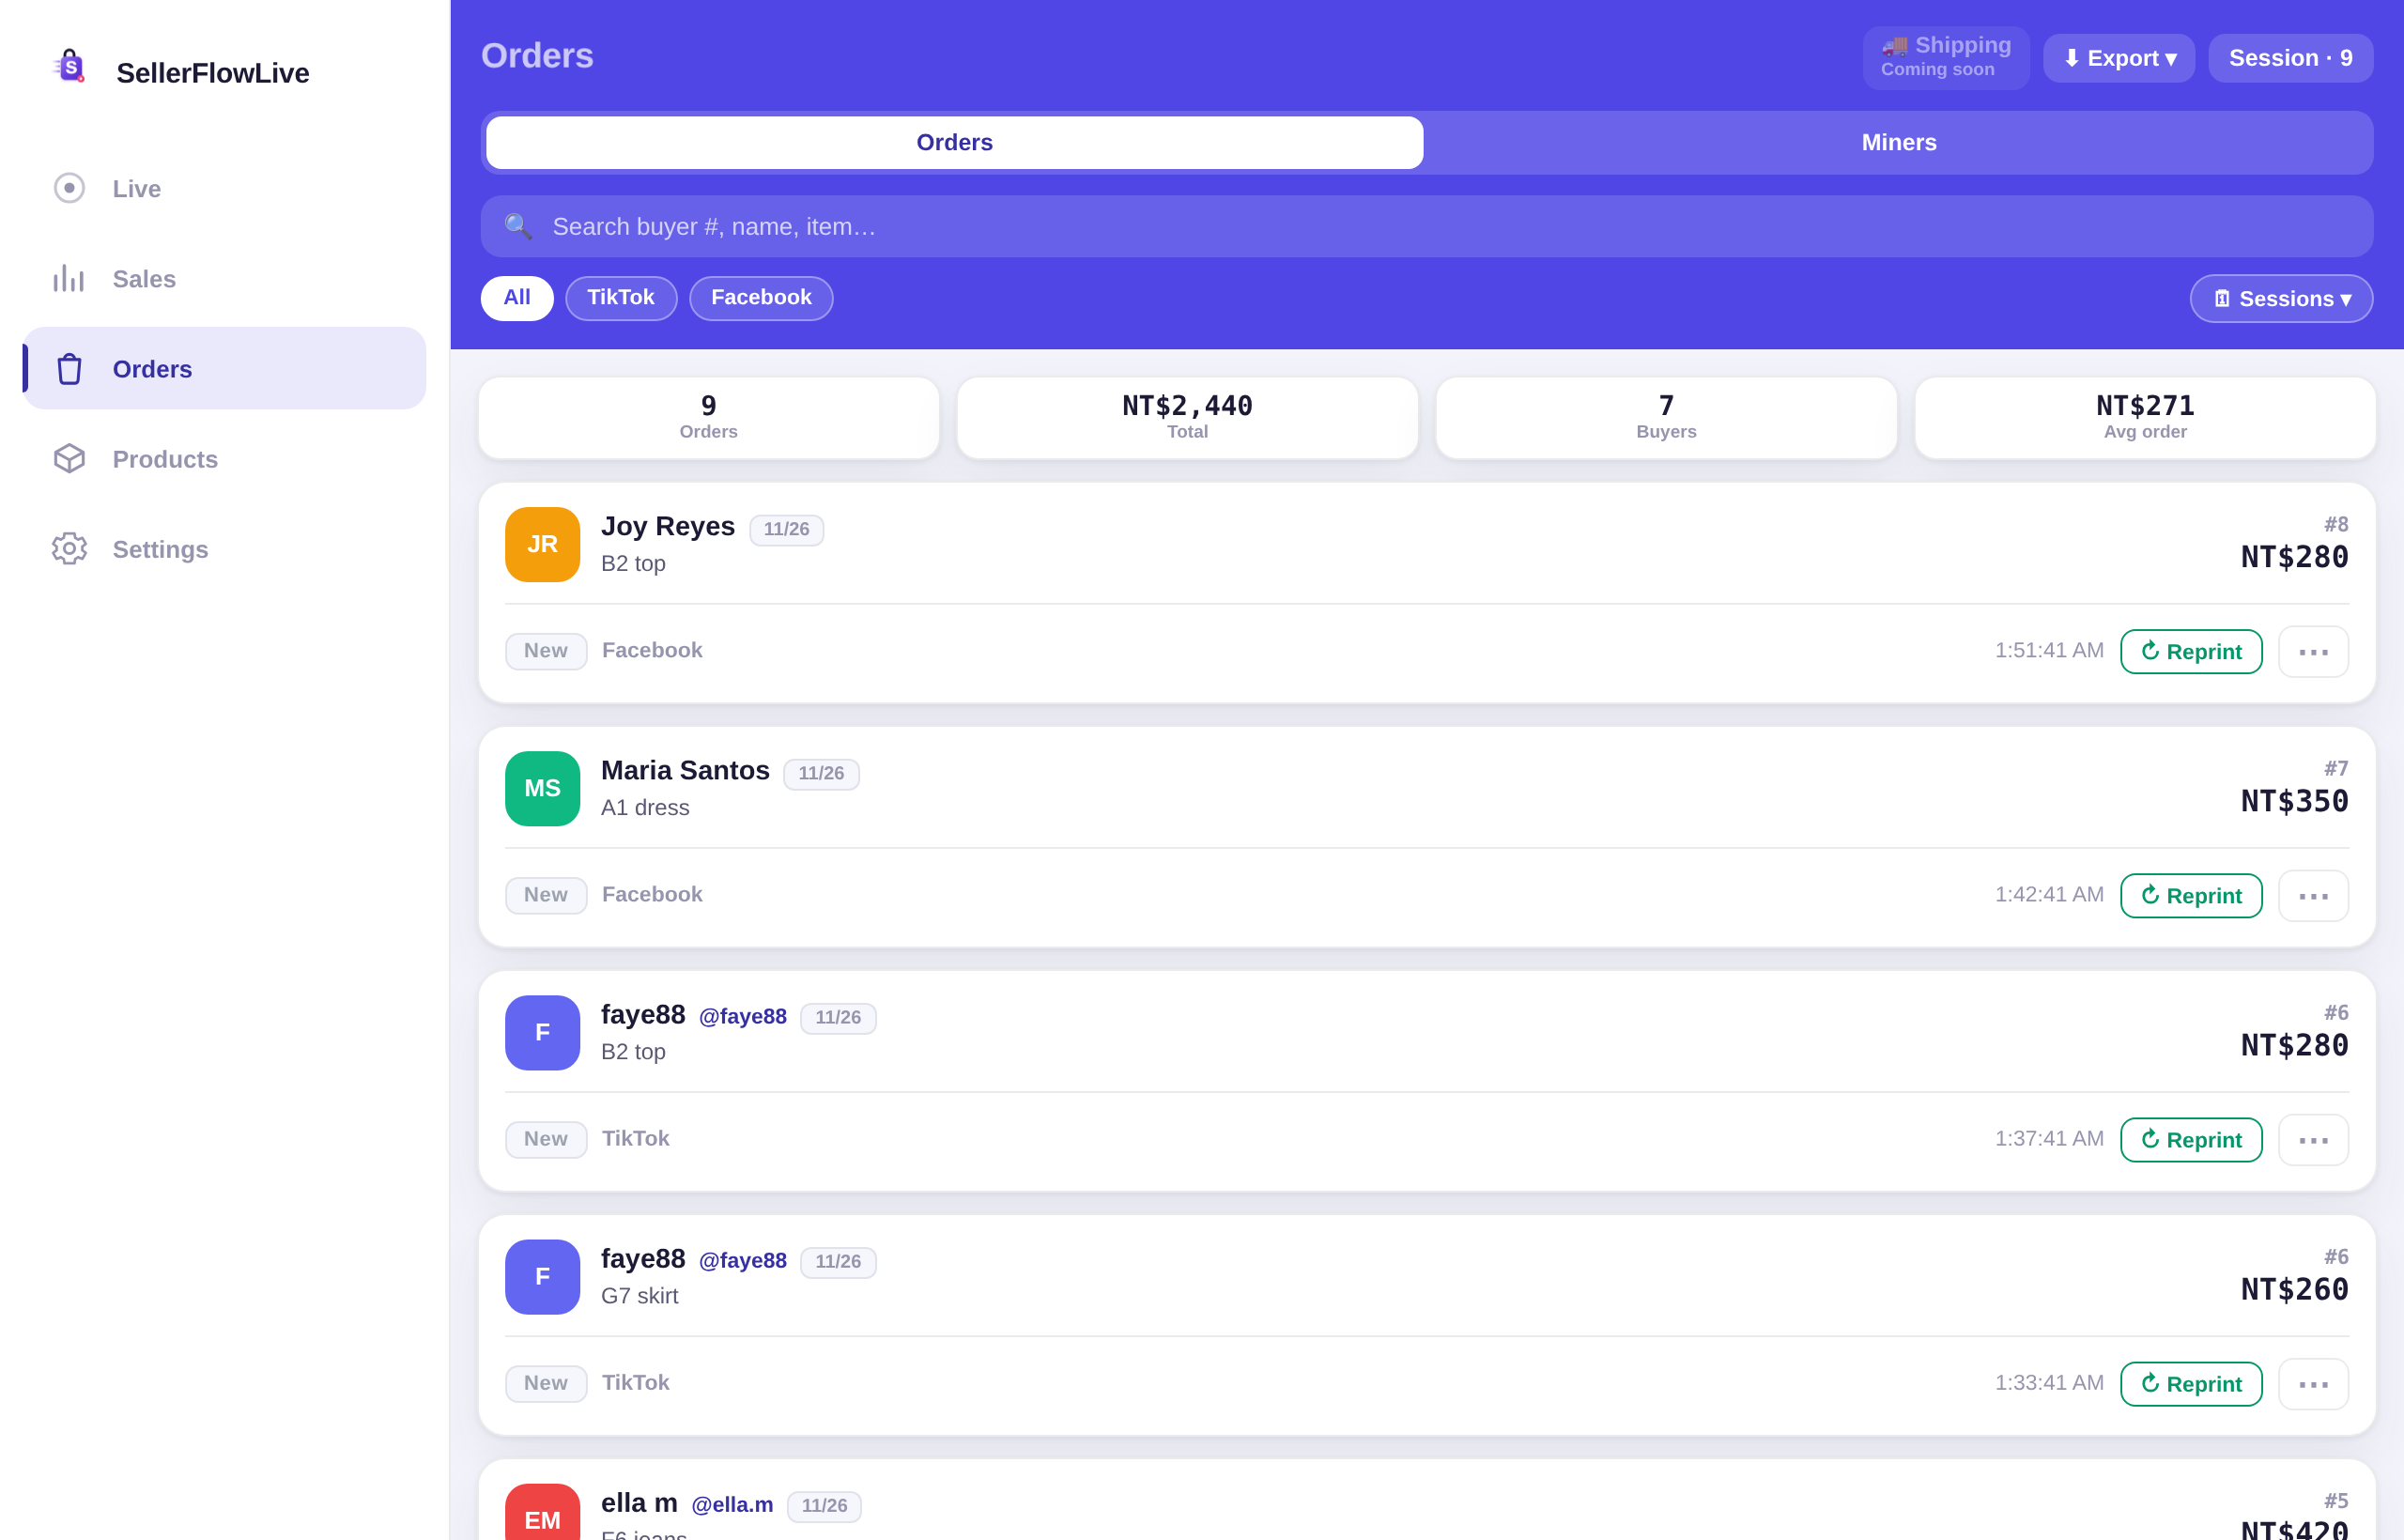 SellerFlowLive
Live
Sales
Orders
Products
Settings
Orders
🚚 Shipping
Coming soon
⬇ Export ▾
Session · 9
Orders
Miners
🔍 Search buyer #, name, item…
All
TikTok
Facebook
🗓 Sessions ▾
9
Orders
NT$2,440
Total
7
Buyers
NT$271
Avg order
JR
Joy Reyes 11/26
B2 top
#8
NT$280
New Facebook
1:51:41 AM ↻ Reprint ⋯
MS
Maria Santos 11/26
A1 dress
#7
NT$350
New Facebook
1:42:41 AM ↻ Reprint ⋯
F
faye88 @faye88 11/26
B2 top
#6
NT$280
New TikTok
1:37:41 AM ↻ Reprint ⋯
F
faye88 @faye88 11/26
G7 skirt
#6
NT$260
New TikTok
1:33:41 AM ↻ Reprint ⋯
EM
ella m @ella.m 11/26
jeans
#5
NT$420